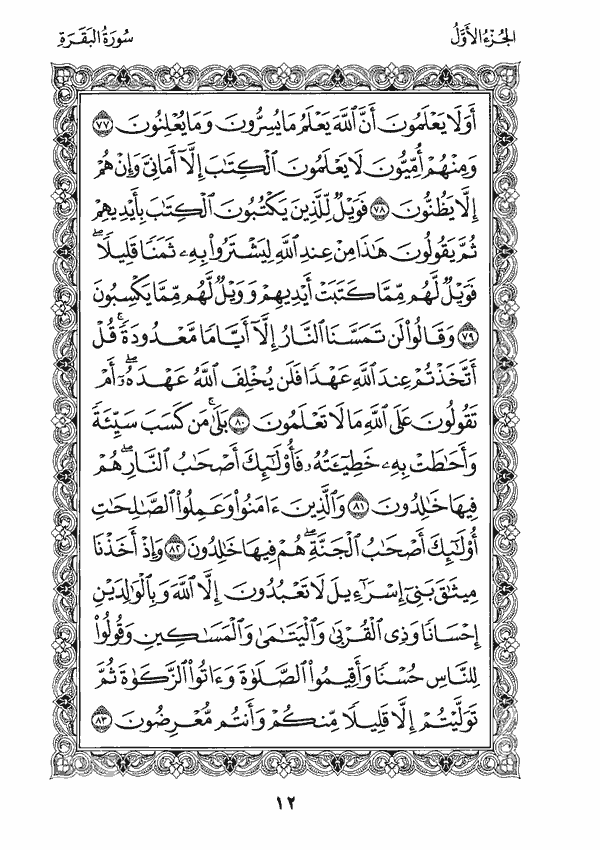 الجُزْءُ الأَوَّلُ
سُورَةُ البَقَرَةِ
أَوَلَا يَعْلَمُونَ أَنَّ ٱللَّهَ يَعْلَمُ مَا يُسِرُّونَ وَمَا يُعْلِنُونَ ٧٧
وَمِنْهُمْ أُمِّيُّونَ لَا يَعْلَمُونَ ٱلْكِتَٰبَ إِلَّآ أَمَانِيَّ وَإِنْ هُمْ
إِلَّا يَظُنُّونَ ٧٨ فَوَيْلٌ لِّلَّذِينَ يَكْتُبُونَ ٱلْكِتَٰبَ بِأَيْدِيهِمْ
ثُمَّ يَقُولُونَ هَٰذَا مِنْ عِندِ ٱللَّهِ لِيَشْتَرُوا۟ بِهِۦ ثَمَنًا قَلِيلًا ۖ
فَوَيْلٌ لَّهُم مِّمَّا كَتَبَتْ أَيْدِيهِمْ وَوَيْلٌ لَّهُم مِّمَّا يَكْسِبُونَ
٧٩ وَقَالُوا۟ لَن تَمَسَّنَا ٱلنَّارُ إِلَّآ أَيَّامًا مَّعْدُودَةً ۚ قُلْ
أَتَّخَذْتُمْ عِندَ ٱللَّهِ عَهْدًا فَلَن يُخْلِفَ ٱللَّهُ عَهْدَهُۥٓ ۖ أَمْ
تَقُولُونَ عَلَى ٱللَّهِ مَا لَا تَعْلَمُونَ ٨٠ بَلَىٰ ۚ مَن كَسَبَ سَيِّئَةً
وَأَحَٰطَتْ بِهِۦ خَطِيٓـَٔتُهُۥ فَأُو۟لَٰٓئِكَ أَصْحَٰبُ ٱلنَّارِ ۖ هُمْ
فِيهَا خَٰلِدُونَ ٨١ وَٱلَّذِينَ ءَامَنُوا۟ وَعَمِلُوا۟ ٱلصَّٰلِحَٰتِ
أُو۟لَٰٓئِكَ أَصْحَٰبُ ٱلْجَنَّةِ ۖ هُمْ فِيهَا خَٰلِدُونَ ٨٢ وَإِذْ أَخَذْنَا
مِيثَٰقَ بَنِىٓ إِسْرَٰٓءِيلَ لَا تَعْبُدُونَ إِلَّا ٱللَّهَ وَبِٱلْوَٰلِدَيْنِ
إِحْسَانًا وَذِى ٱلْقُرْبَىٰ وَٱلْيَتَٰمَىٰ وَٱلْمَسَٰكِينِ وَقُولُوا۟
لِلنَّاسِ حُسْنًا وَأَقِيمُوا۟ ٱلصَّلَوٰةَ وَءَاتُوا۟ ٱلزَّكَوٰةَ ثُمَّ
تَوَلَّيْتُمْ إِلَّا قَلِيلًا مِّنكُمْ وَأَنتُم مُّعْرِضُونَ ٨٣
١٢